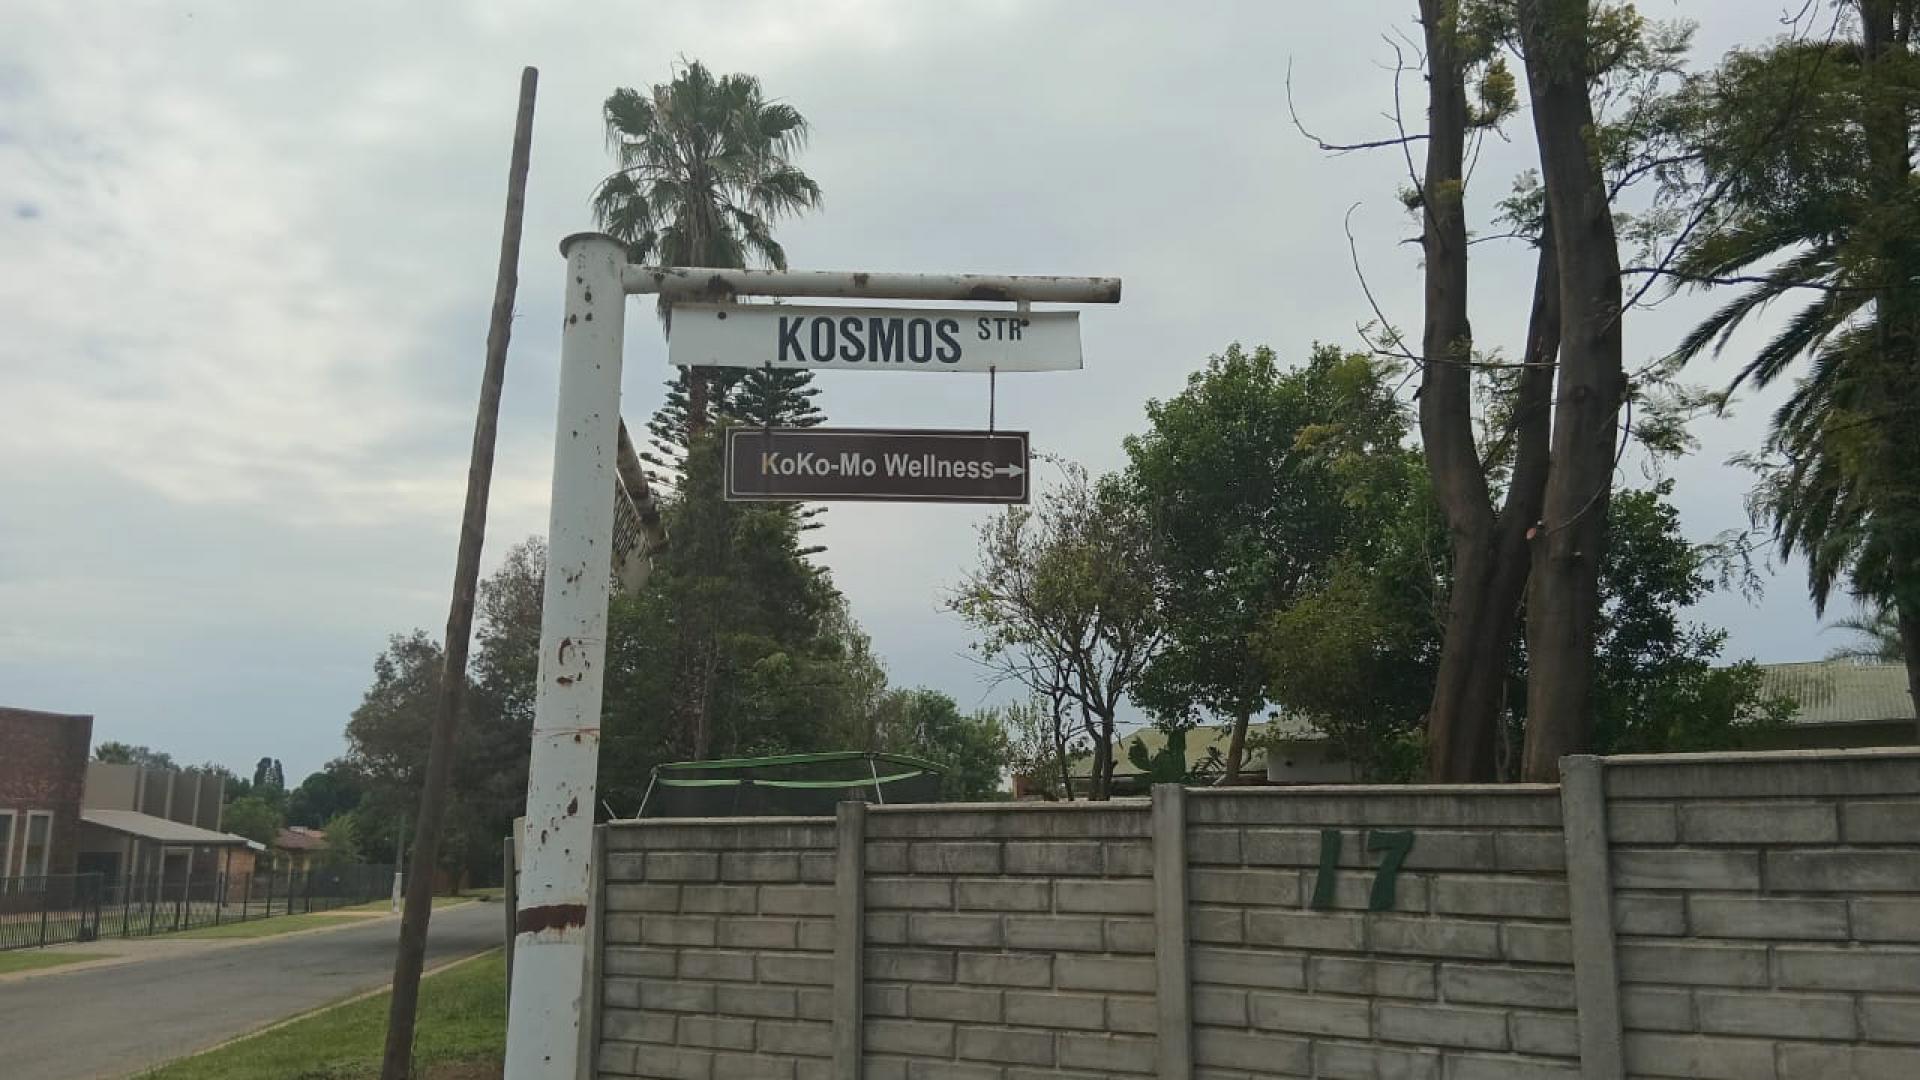 KOSMOS STR
KoKo-Mo Wellness→
17